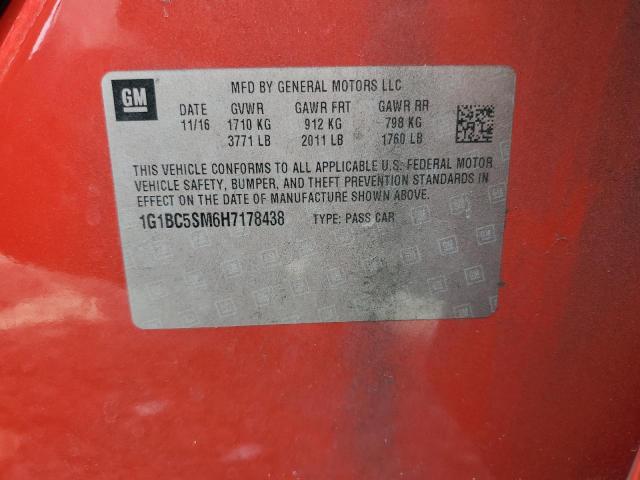 GM
MFD BY GENERAL MOTORS LLC
DATE GVWR GAWR FRT GAWR RR
11/16 1710 KG 912 KG 798 KG
3771 LB 2011 LB 1760 LB
THIS VEHICLE CONFORMS TO ALL APPLICABLE U.S. FEDERAL MOTOR
VEHICLE SAFETY, BUMPER, AND THEFT PREVENTION STANDARDS IN
EFFECT ON THE DATE OF MANUFACTURE SHOWN ABOVE.
1G1BC5SM6H7178438 TYPE: PASS CAR